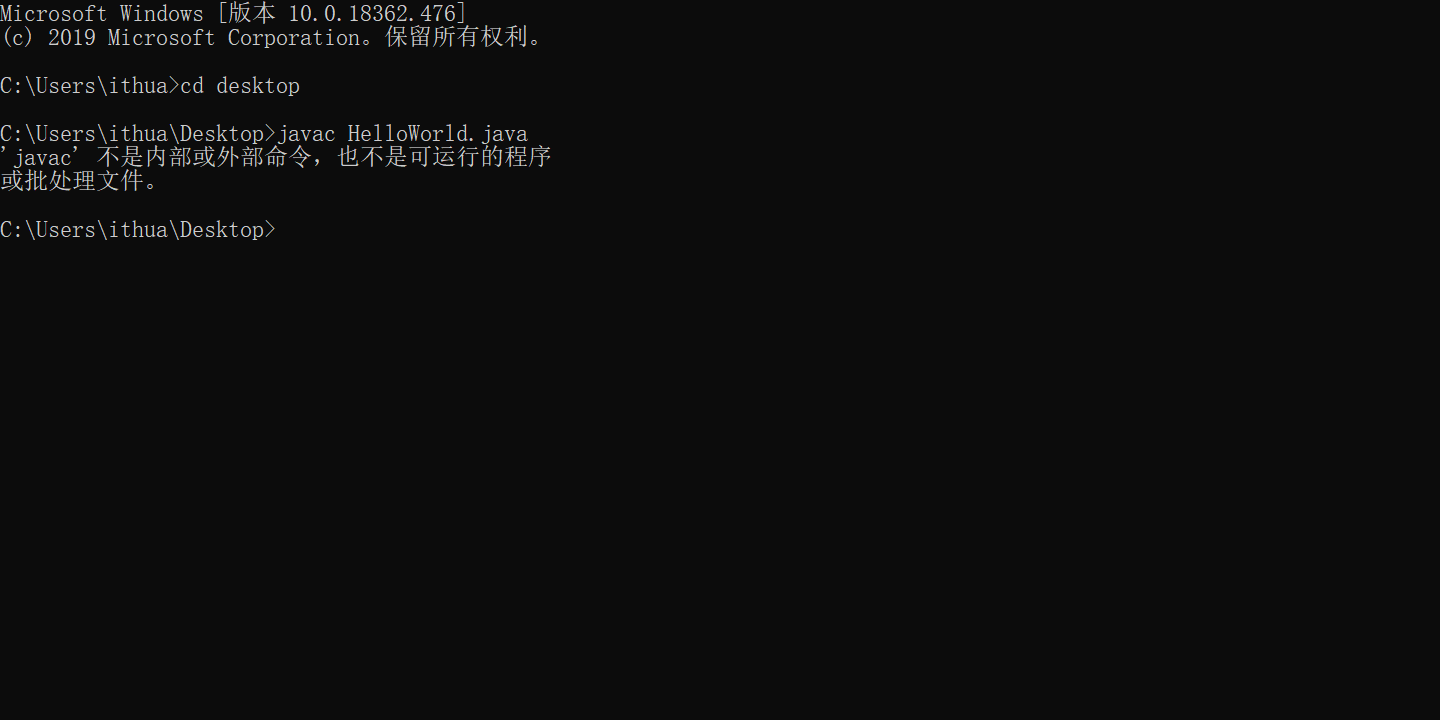 Microsoft Windows [版本 10.0.18362.476]
(c) 2019 Microsoft Corporation。保留所有权利。
C:\Users\ithua>cd desktop
C:\Users\ithua\Desktop>javac HelloWorld.java
'javac' 不是内部或外部命令，也不是可运行的程序
或批处理文件。
C:\Users\ithua\Desktop>